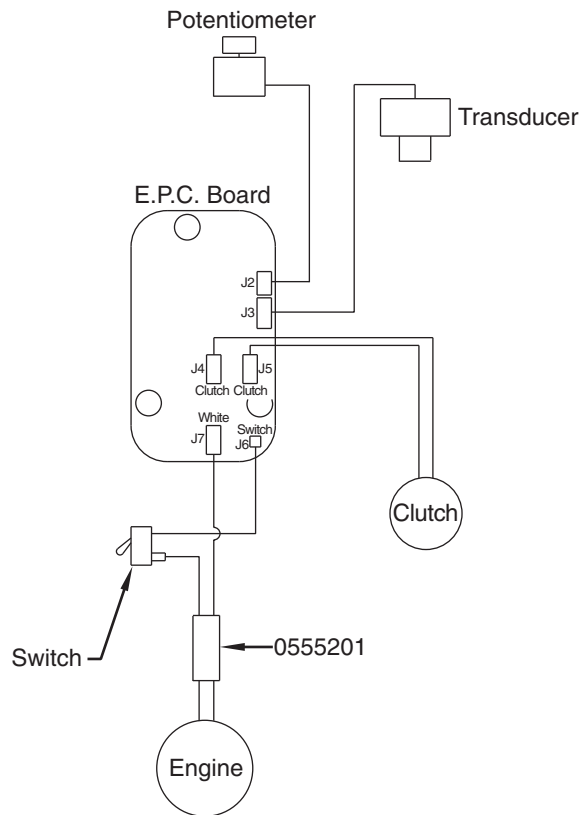 Potentiometer
Transducer
E.P.C. Board
J2
J3
J4
J5
Clutch
Clutch
White
Switch
J7
J6
Clutch
Switch
0555201
Engine